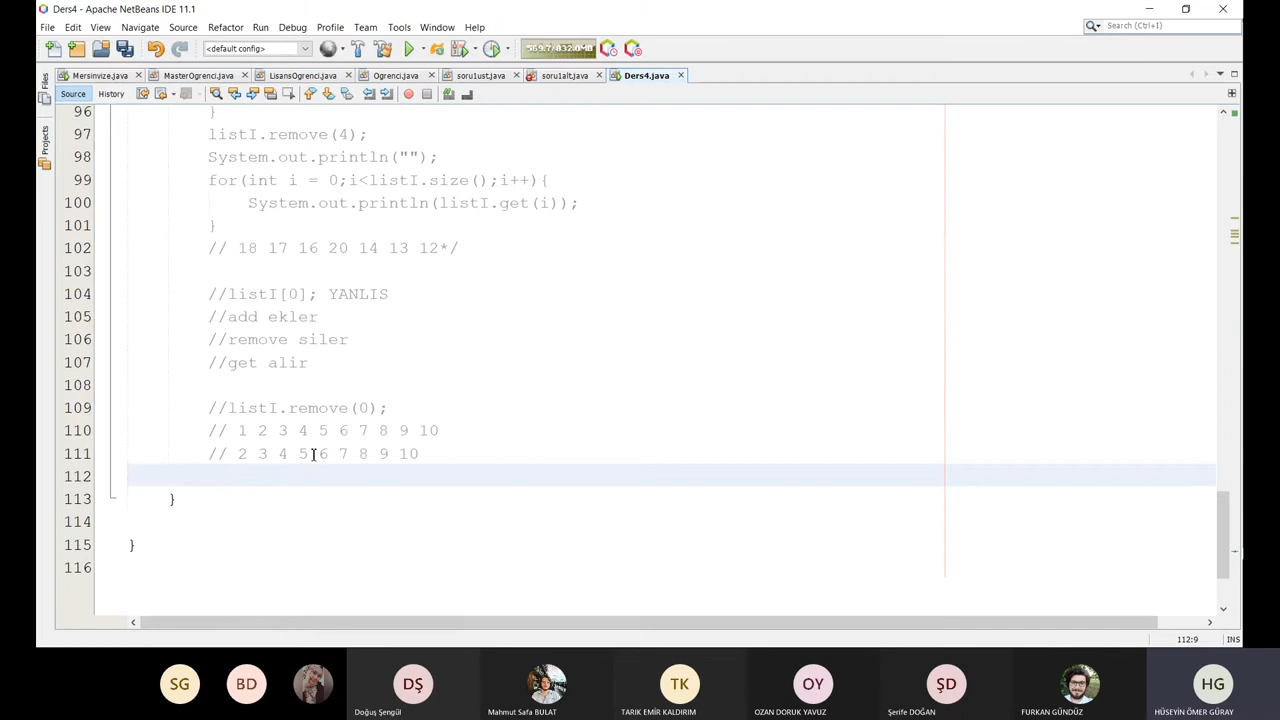 Ders4 - Apache NetBeans IDE 11.1
File Edit View Navigate Source Refactor Run Debug Profile Team Tools Window Help
Search (Ctrl+I)
<default config>
569.7/832.0MB
Mersinvize.java MasterOgrenci.java LisansOgrenci.java Ogrenci.java soru1ust.java soru1alt.java Ders4.java
Source History
Files
Projects
96 }
97 listI.remove(4);
98 System.out.println("");
99 for(int i = 0;i<listI.size();i++){
100 System.out.println(listI.get(i));
101 }
102 // 18 17 16 20 14 13 12*/
103
104 //listI[0]; YANLIS
105 //add ekler
106 //remove siler
107 //get alir
108
109 //listI.remove(0);
110 // 1 2 3 4 5 6 7 8 9 10
111 // 2 3 4 5 6 7 8 9 10
112
113 }
114
115 }
116
112:9 INS
SG BD DŞ TK OY ŞD HG
Doğuş Şengül Mahmut Safa BULAT TARIK EMİR KALDIRIM OZAN DORUK YAVUZ Şerife DOĞAN FURKAN GÜNDÜZ HÜSEYİN ÖMER GÜRAY